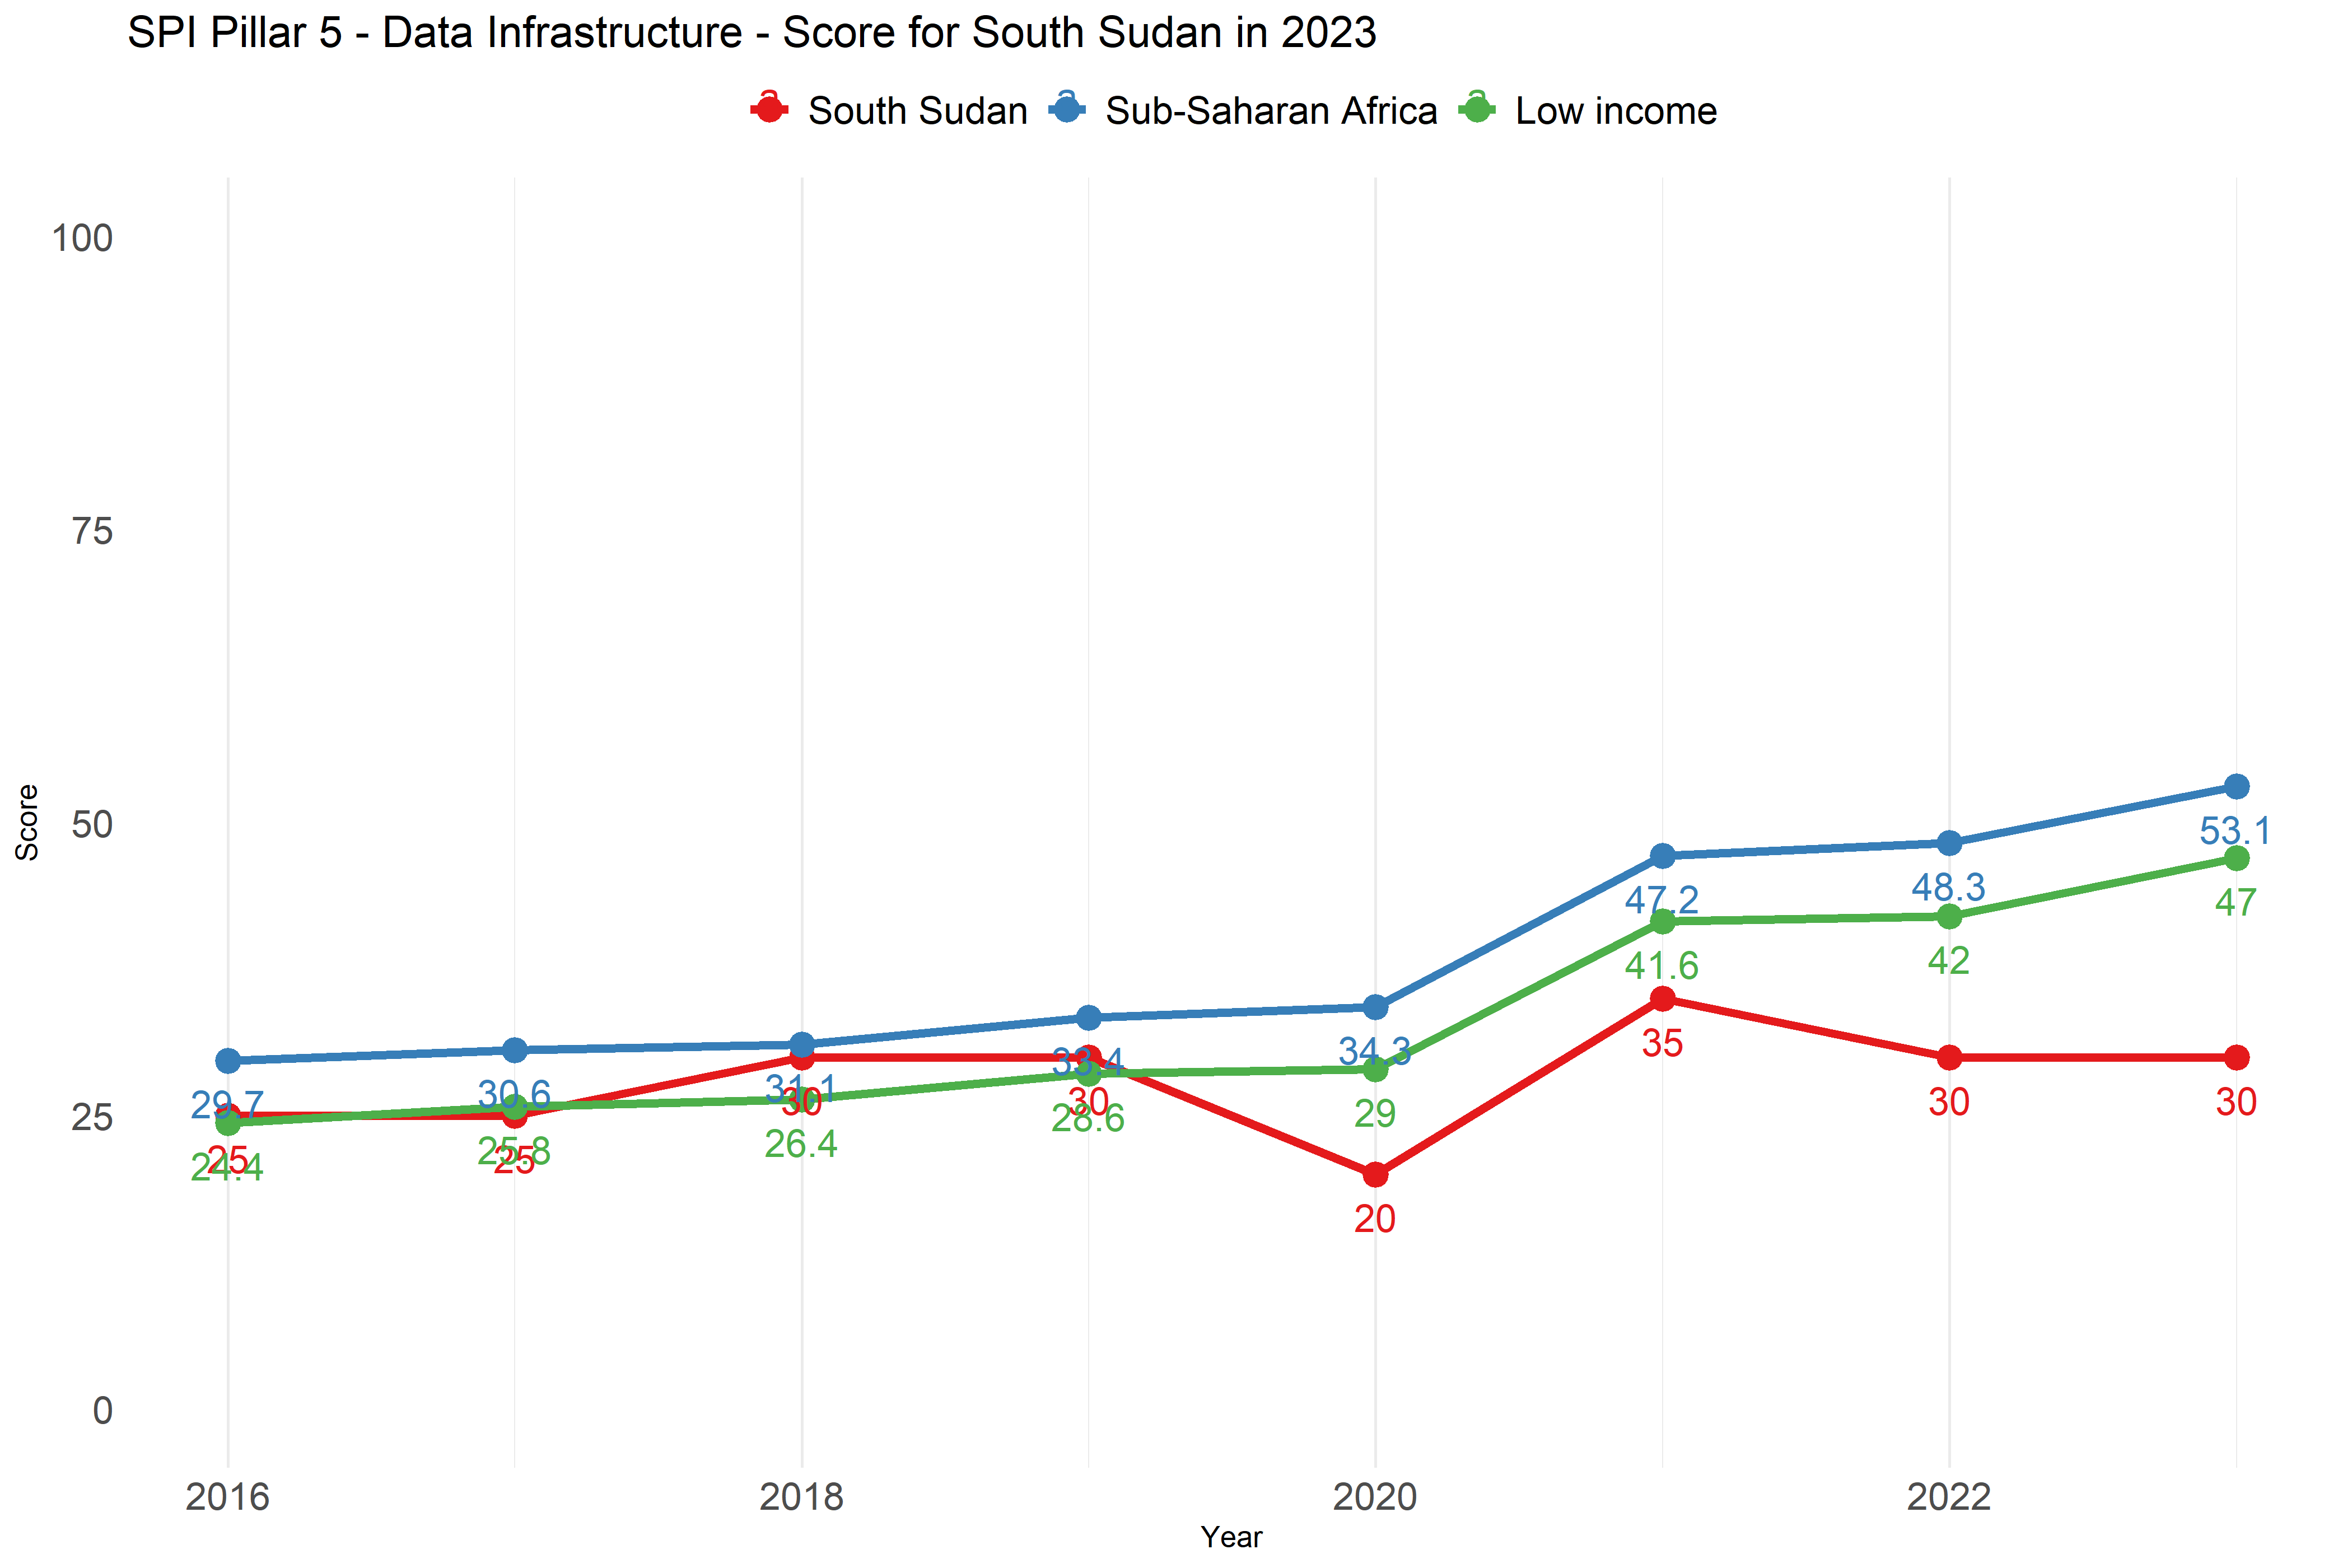 SPI Pillar 5 - Data Infrastructure - Score for South Sudan in 2023
South Sudan Sub-Saharan Africa Low income
100
75
50
25
0
Score
29.7 30.6 31.1 33.4 34.3 47.2 48.3 53.1
24.4 25.8 26.4 28.6 29 41.6 42 47
25 25 30 30 20 35 30 30
2016 2018 2020 2022
Year